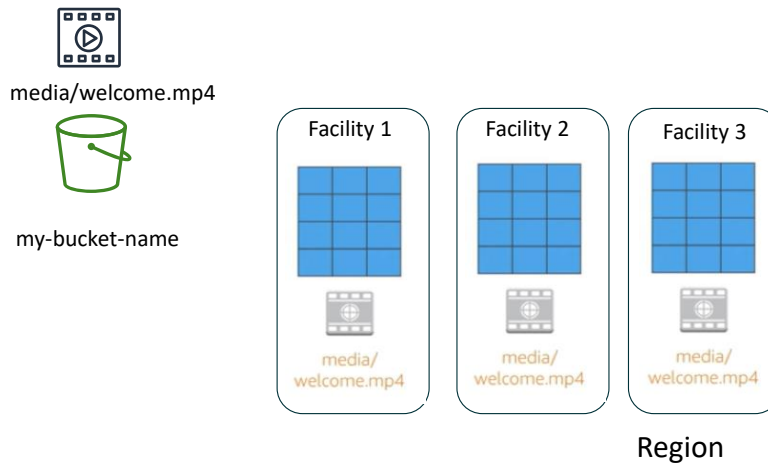 media/welcome.mp4
my-bucket-name
Facility 1
media/
welcome.mp4
Facility 2
media/
welcome.mp4
Facility 3
media/
welcome.mp4
Region